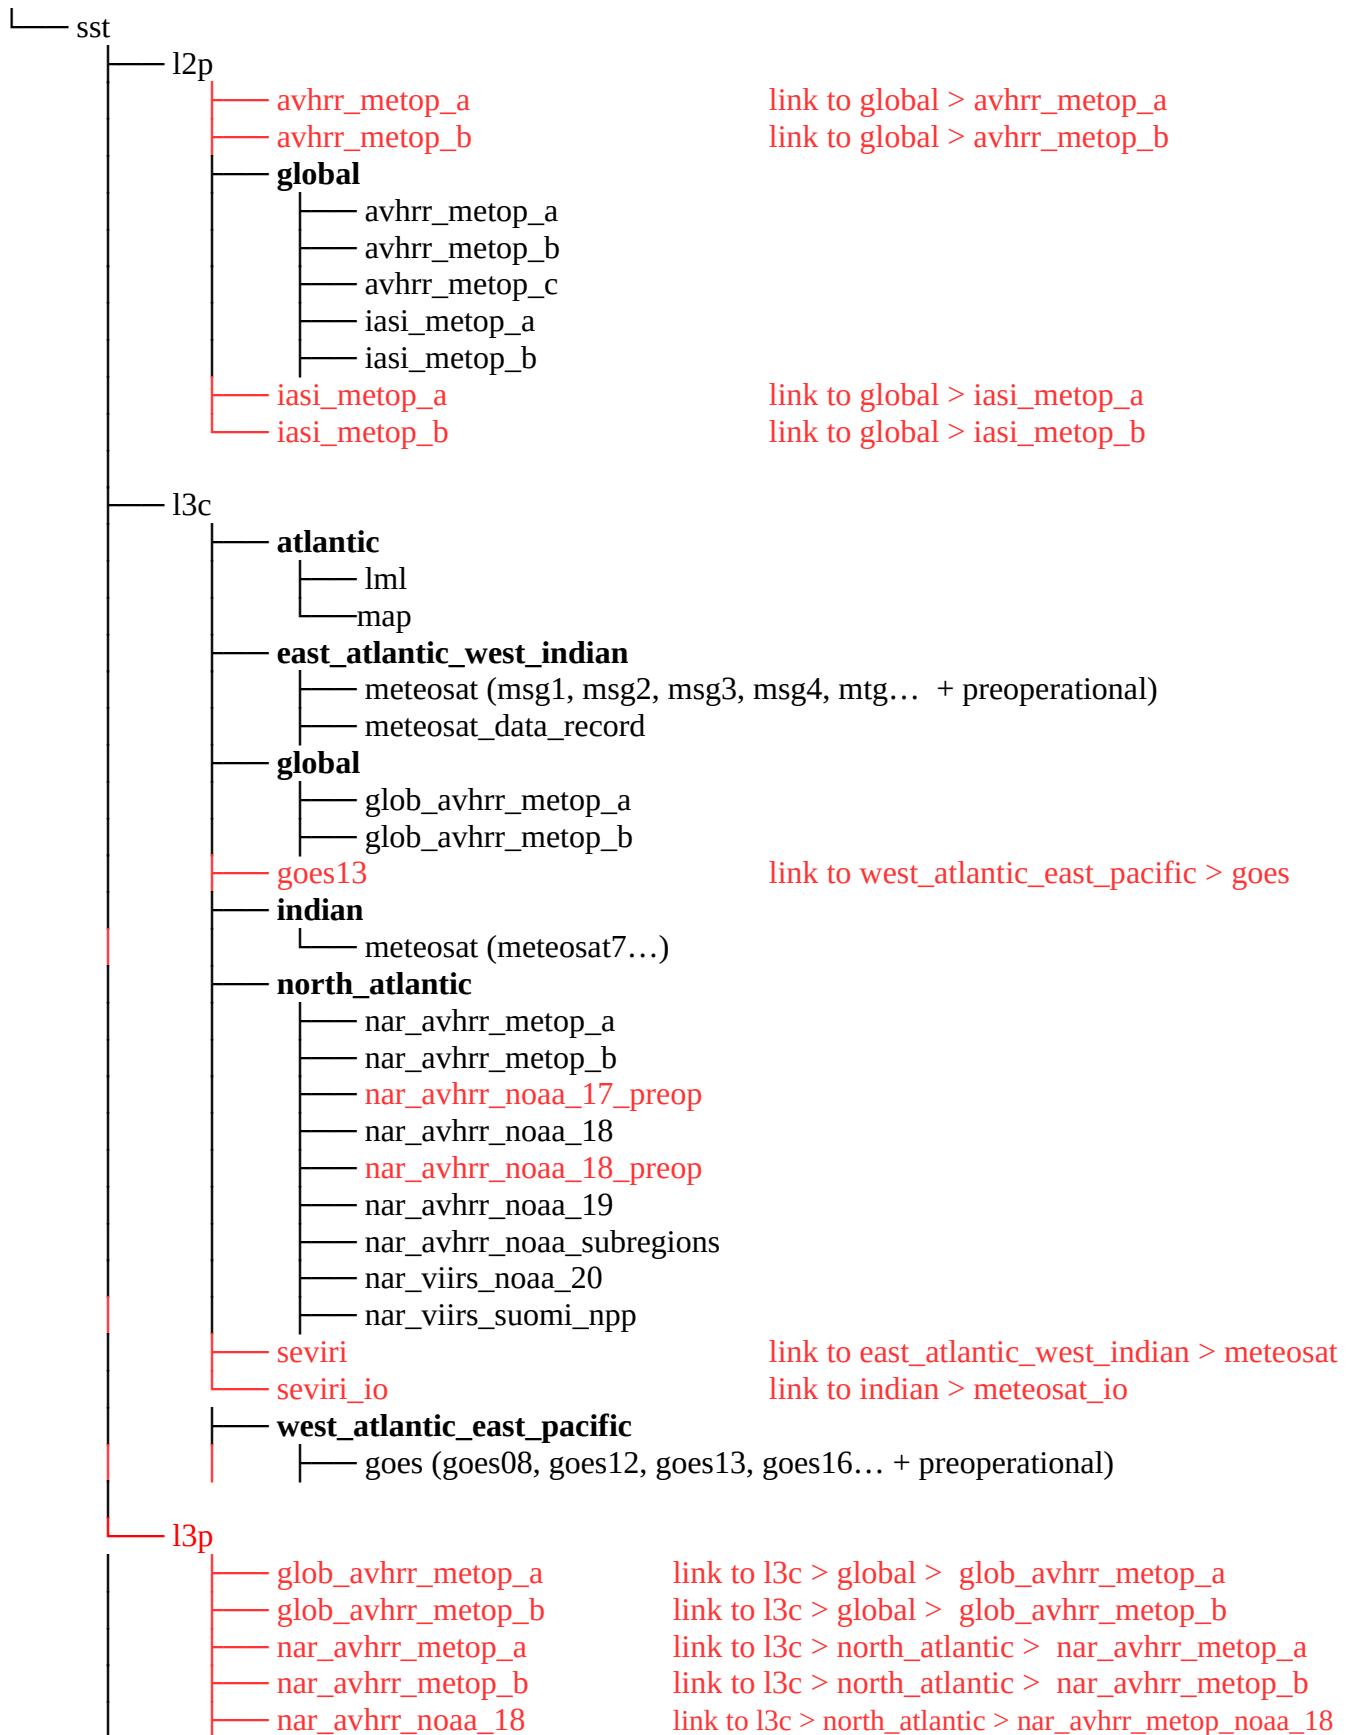 sst
l2p
avhrr_metop_a link to global > avhrr_metop_a
avhrr_metop_b link to global > avhrr_metop_b
global
avhrr_metop_a
avhrr_metop_b
avhrr_metop_c
iasi_metop_a
iasi_metop_b
iasi_metop_a link to global > iasi_metop_a
iasi_metop_b link to global > iasi_metop_b
l3c
atlantic
lml
map
east_atlantic_west_indian
meteosat (msg1, msg2, msg3, msg4, mtg… + preoperational)
meteosat_data_record
global
glob_avhrr_metop_a
glob_avhrr_metop_b
goes13 link to west_atlantic_east_pacific > goes
indian
meteosat (meteosat7…)
north_atlantic
nar_avhrr_metop_a
nar_avhrr_metop_b
nar_avhrr_noaa_17_preop
nar_avhrr_noaa_18
nar_avhrr_noaa_18_preop
nar_avhrr_noaa_19
nar_avhrr_noaa_subregions
nar_viirs_noaa_20
nar_viirs_suomi_npp
seviri link to east_atlantic_west_indian > meteosat
seviri_io link to indian > meteosat_io
west_atlantic_east_pacific
goes (goes08, goes12, goes13, goes16… + preoperational)
l3p
glob_avhrr_metop_a link to l3c > global > glob_avhrr_metop_a
glob_avhrr_metop_b link to l3c > global > glob_avhrr_metop_b
nar_avhrr_metop_a link to l3c > north_atlantic > nar_avhrr_metop_a
nar_avhrr_metop_b link to l3c > north_atlantic > nar_avhrr_metop_b
nar_avhrr_noaa_18 link to l3c > north_atlantic > nar_avhrr_metop_noaa_18